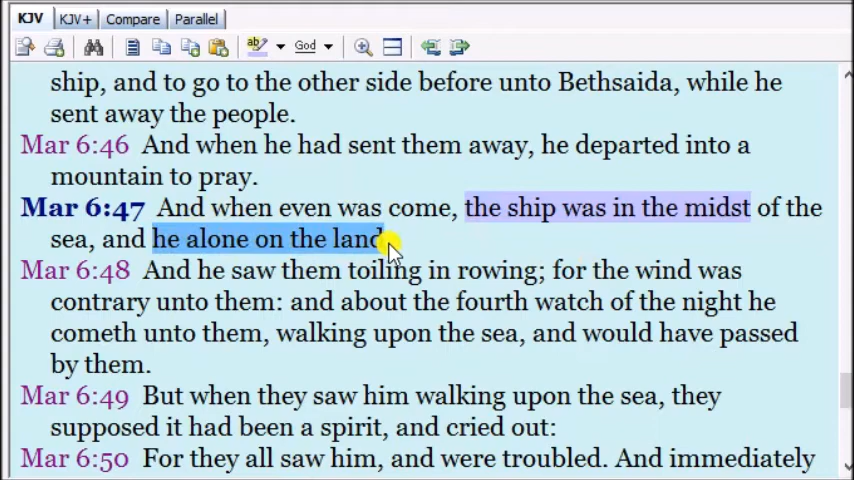 KJV KJV+ Compare Parallel
God
ship, and to go to the other side before unto Bethsaida, while he
sent away the people.
Mar 6:46 And when he had sent them away, he departed into a
mountain to pray.
Mar 6:47 And when even was come, the ship was in the midst of the
sea, and he alone on the land
Mar 6:48 And he saw them toiling in rowing; for the wind was
contrary unto them: and about the fourth watch of the night he
cometh unto them, walking upon the sea, and would have passed
by them.
Mar 6:49 But when they saw him walking upon the sea, they
supposed it had been a spirit, and cried out:
Mar 6:50 For they all saw him, and were troubled. And immediately